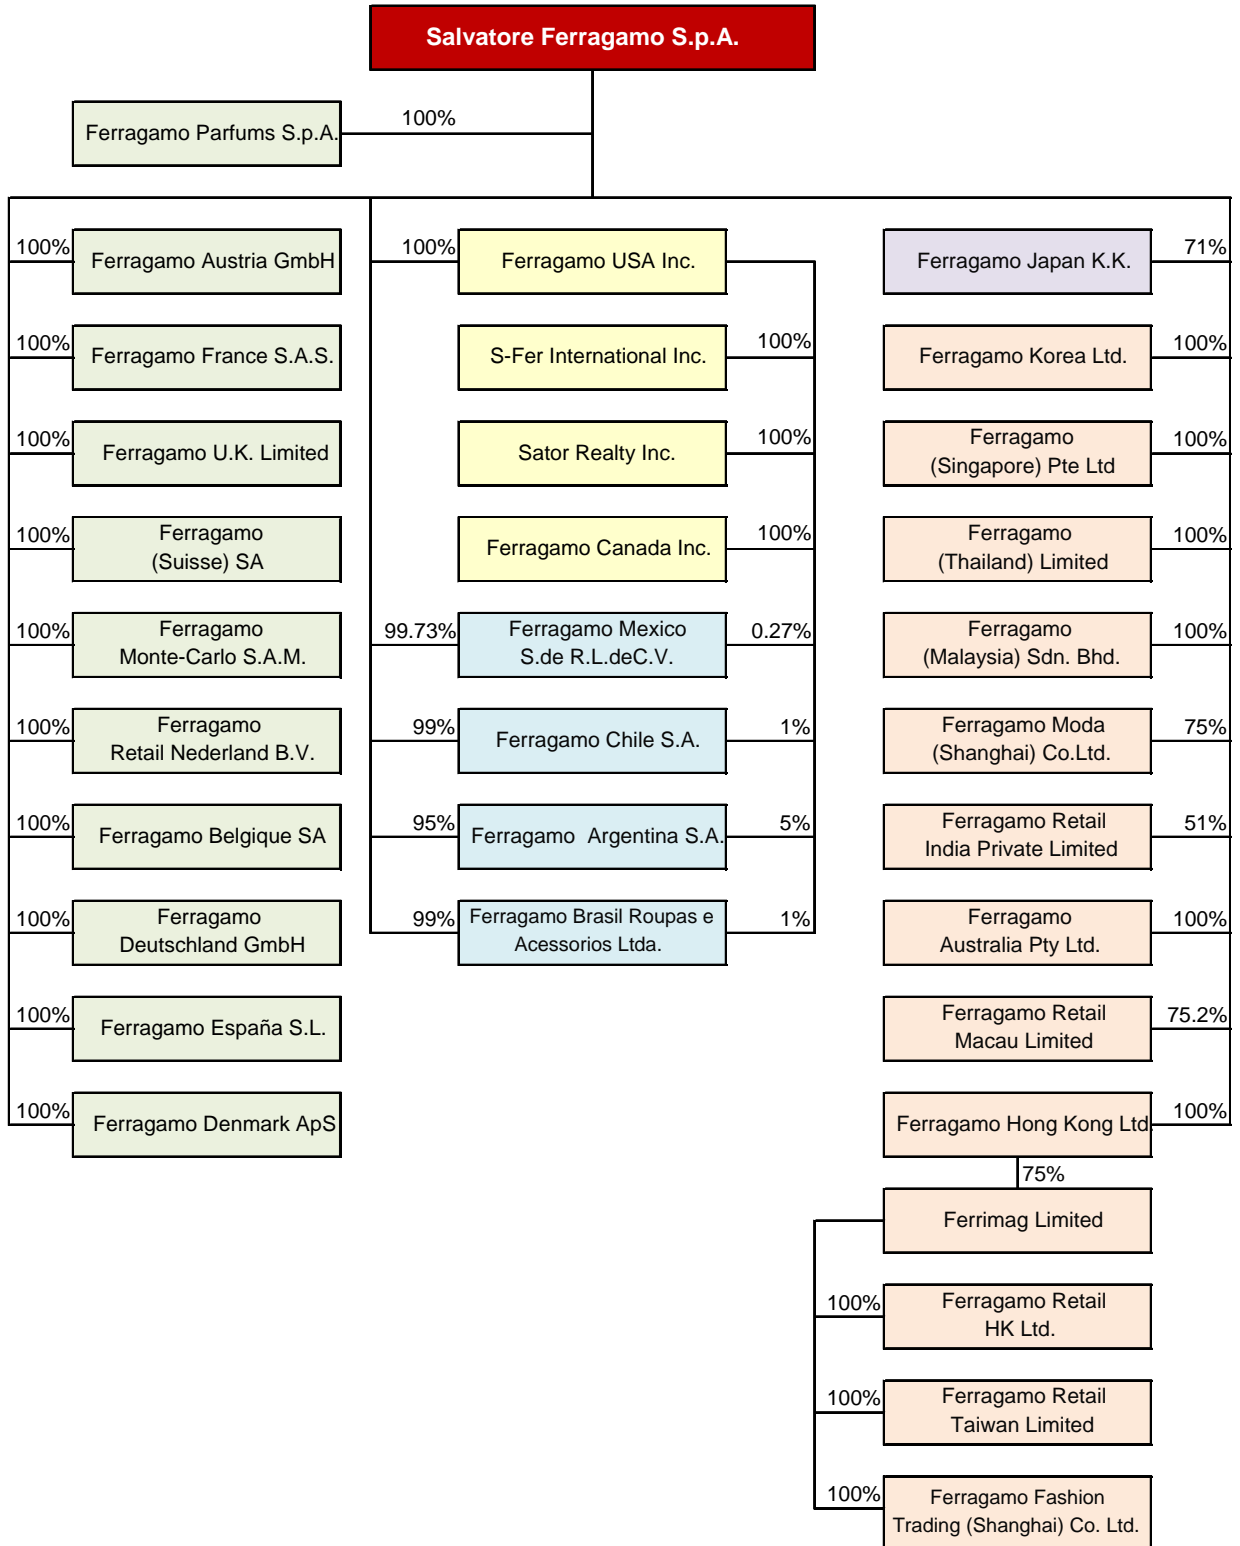 Salvatore Ferragamo S.p.A.
Ferragamo Parfums S.p.A.
100%
100%
Ferragamo Austria GmbH
100%
Ferragamo USA Inc.
Ferragamo Japan K.K.
71%
100%
Ferragamo France S.A.S.
S-Fer International Inc.
100%
Ferragamo Korea Ltd.
100%
100%
Ferragamo U.K. Limited
Sator Realty Inc.
100%
Ferragamo
(Singapore) Pte Ltd
100%
100%
Ferragamo
(Suisse) SA
Ferragamo Canada Inc.
100%
Ferragamo
(Thailand) Limited
100%
100%
Ferragamo
Monte-Carlo S.A.M.
99.73%
Ferragamo Mexico
S.de R.L.deC.V.
0.27%
Ferragamo
(Malaysia) Sdn. Bhd.
100%
100%
Ferragamo
Retail Nederland B.V.
99%
Ferragamo Chile S.A.
1%
Ferragamo Moda
(Shanghai) Co.Ltd.
75%
100%
Ferragamo Belgique SA
95%
Ferragamo  Argentina S.A.
5%
Ferragamo Retail
India Private Limited
51%
100%
Ferragamo
Deutschland GmbH
99%
Ferragamo Brasil Roupas e
Acessorios Ltda.
1%
Ferragamo
Australia Pty Ltd.
100%
100%
Ferragamo España S.L.
Ferragamo Retail
Macau Limited
75.2%
100%
Ferragamo Denmark ApS
Ferragamo Hong Kong Ltd
100%
75%
Ferrimag Limited
100%
Ferragamo Retail
HK Ltd.
100%
Ferragamo Retail
Taiwan Limited
100%
Ferragamo Fashion
Trading (Shanghai) Co. Ltd.